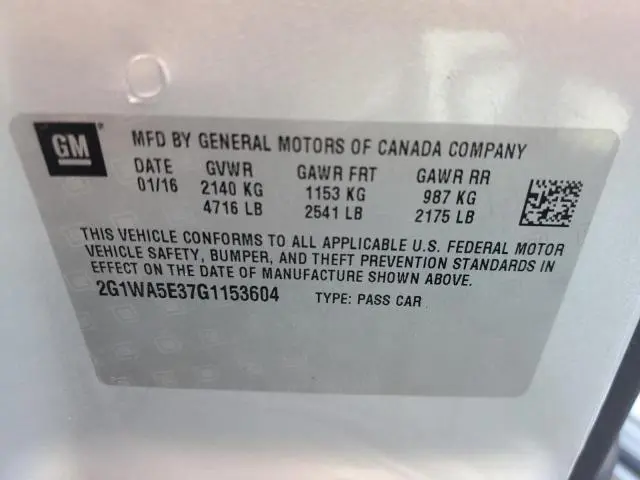 GM
MFD BY GENERAL MOTORS OF CANADA COMPANY
DATE GVWR GAWR FRT GAWR RR
01/16 2140 KG 1153 KG 987 KG
4716 LB 2541 LB 2175 LB
THIS VEHICLE CONFORMS TO ALL APPLICABLE U.S. FEDERAL MOTOR
VEHICLE SAFETY, BUMPER, AND THEFT PREVENTION STANDARDS IN
EFFECT ON THE DATE OF MANUFACTURE SHOWN ABOVE.
2G1WA5E37G1153604 TYPE: PASS CAR